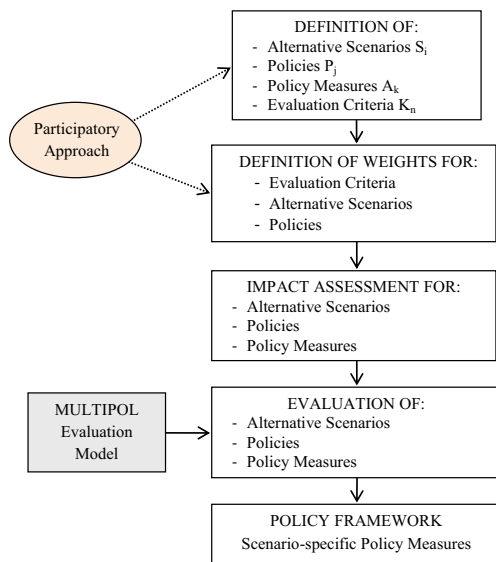 DEFINITION OF:
- Alternative Scenarios Sᵢ
- Policies Pⱼ
- Policy Measures Aₖ
- Evaluation Criteria Kₙ
Participatory
Approach
DEFINITION OF WEIGHTS FOR:
- Evaluation Criteria
- Alternative Scenarios
- Policies
IMPACT ASSESSMENT FOR:
- Alternative Scenarios
- Policies
- Policy Measures
MULTIPOL
Evaluation
Model
EVALUATION OF:
- Alternative Scenarios
- Policies
- Policy Measures
POLICY FRAMEWORK
Scenario-specific Policy Measures